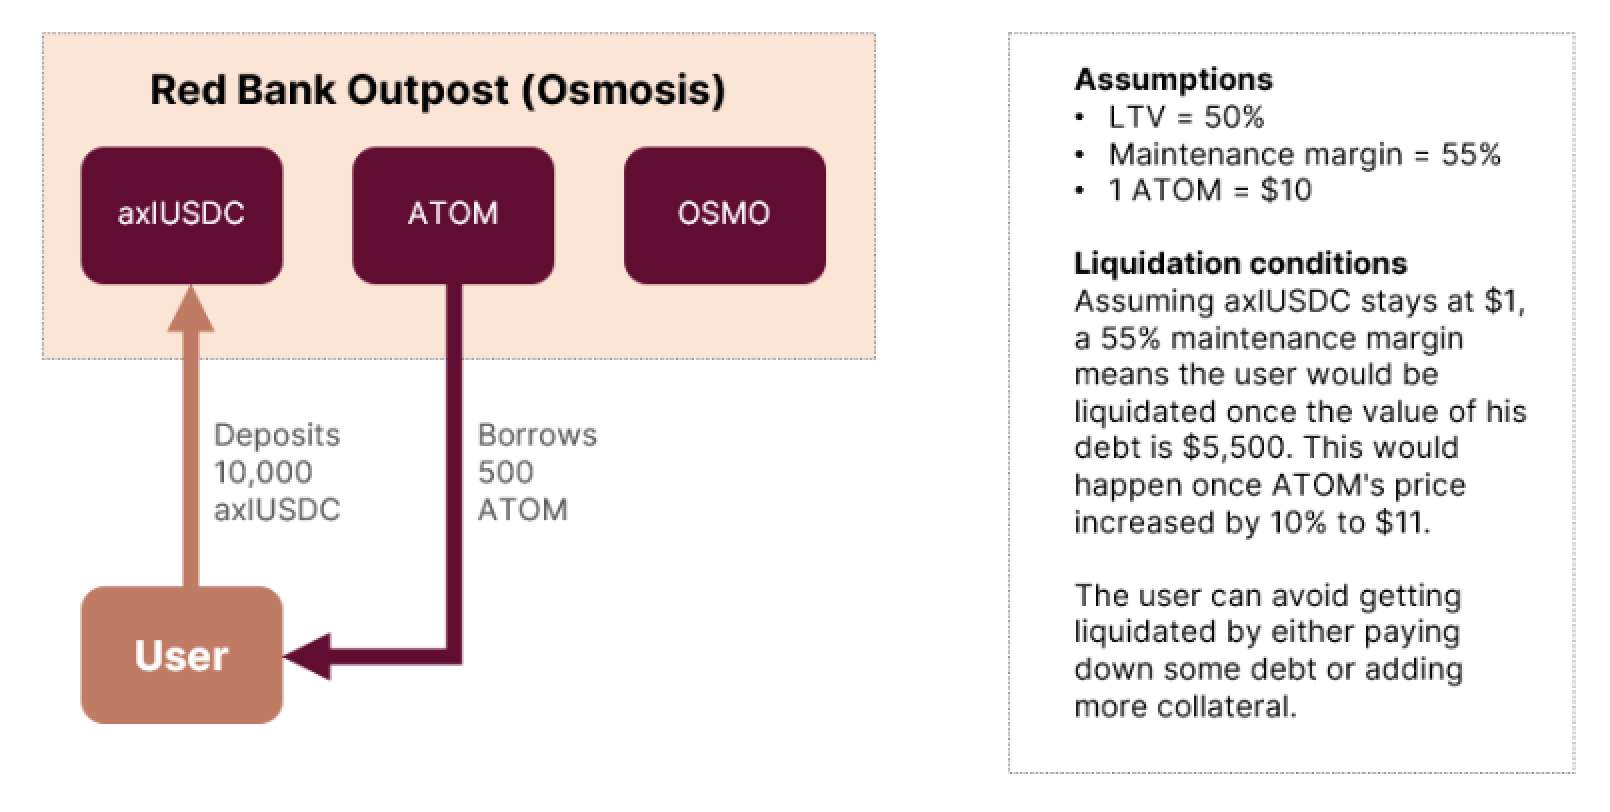 Red Bank Outpost (Osmosis)
axlUSDC
ATOM
OSMO
Deposits
10,000
axlUSDC
Borrows
500
ATOM
User
Assumptions
• LTV = 50%
• Maintenance margin = 55%
• 1 ATOM = $10
Liquidation conditions
Assuming axlUSDC stays at $1,
a 55% maintenance margin
means the user would be
liquidated once the value of his
debt is $5,500. This would
happen once ATOM's price
increased by 10% to $11.
The user can avoid getting
liquidated by either paying
down some debt or adding
more collateral.